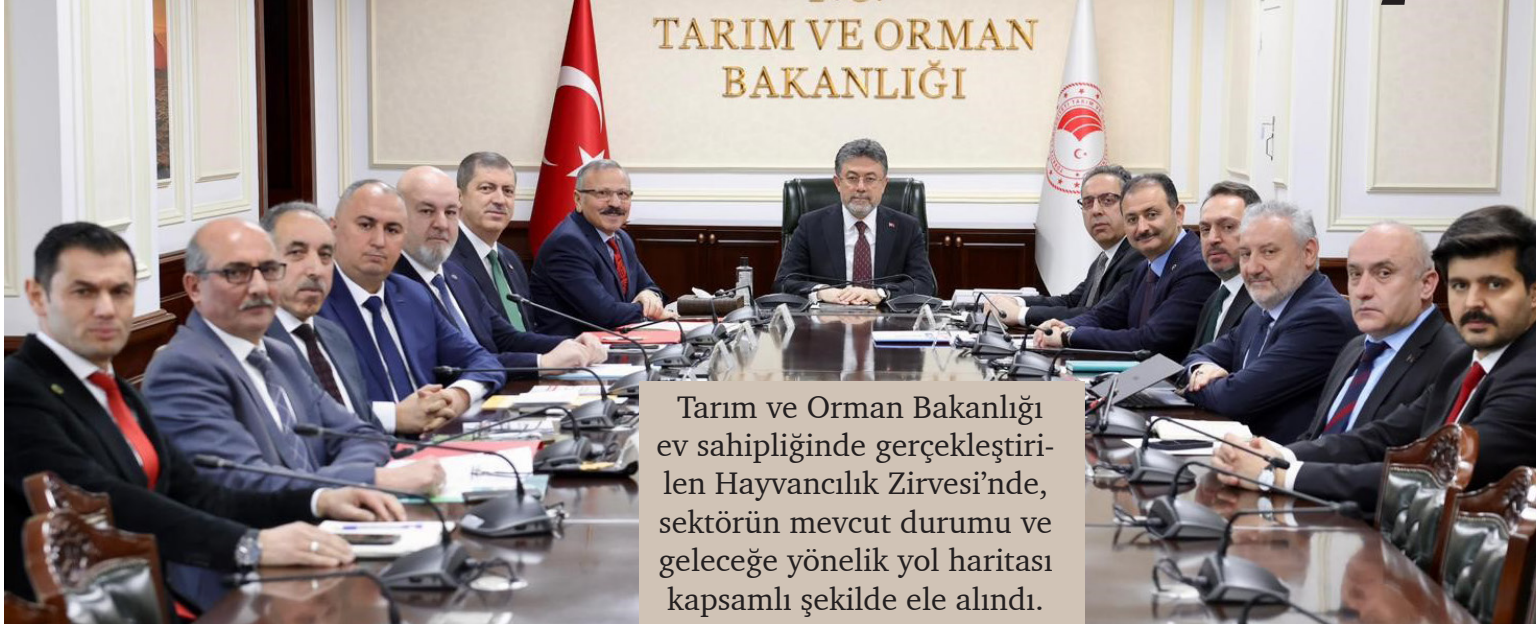 TARIM VE ORMAN
BAKANLIĞI
Tarım ve Orman Bakanlığı
ev sahipliğinde gerçekleştiri-
len Hayvancılık Zirvesi’nde,
sektörün mevcut durumu ve
geleceğe yönelik yol haritası
kapsamlı şekilde ele alındı.